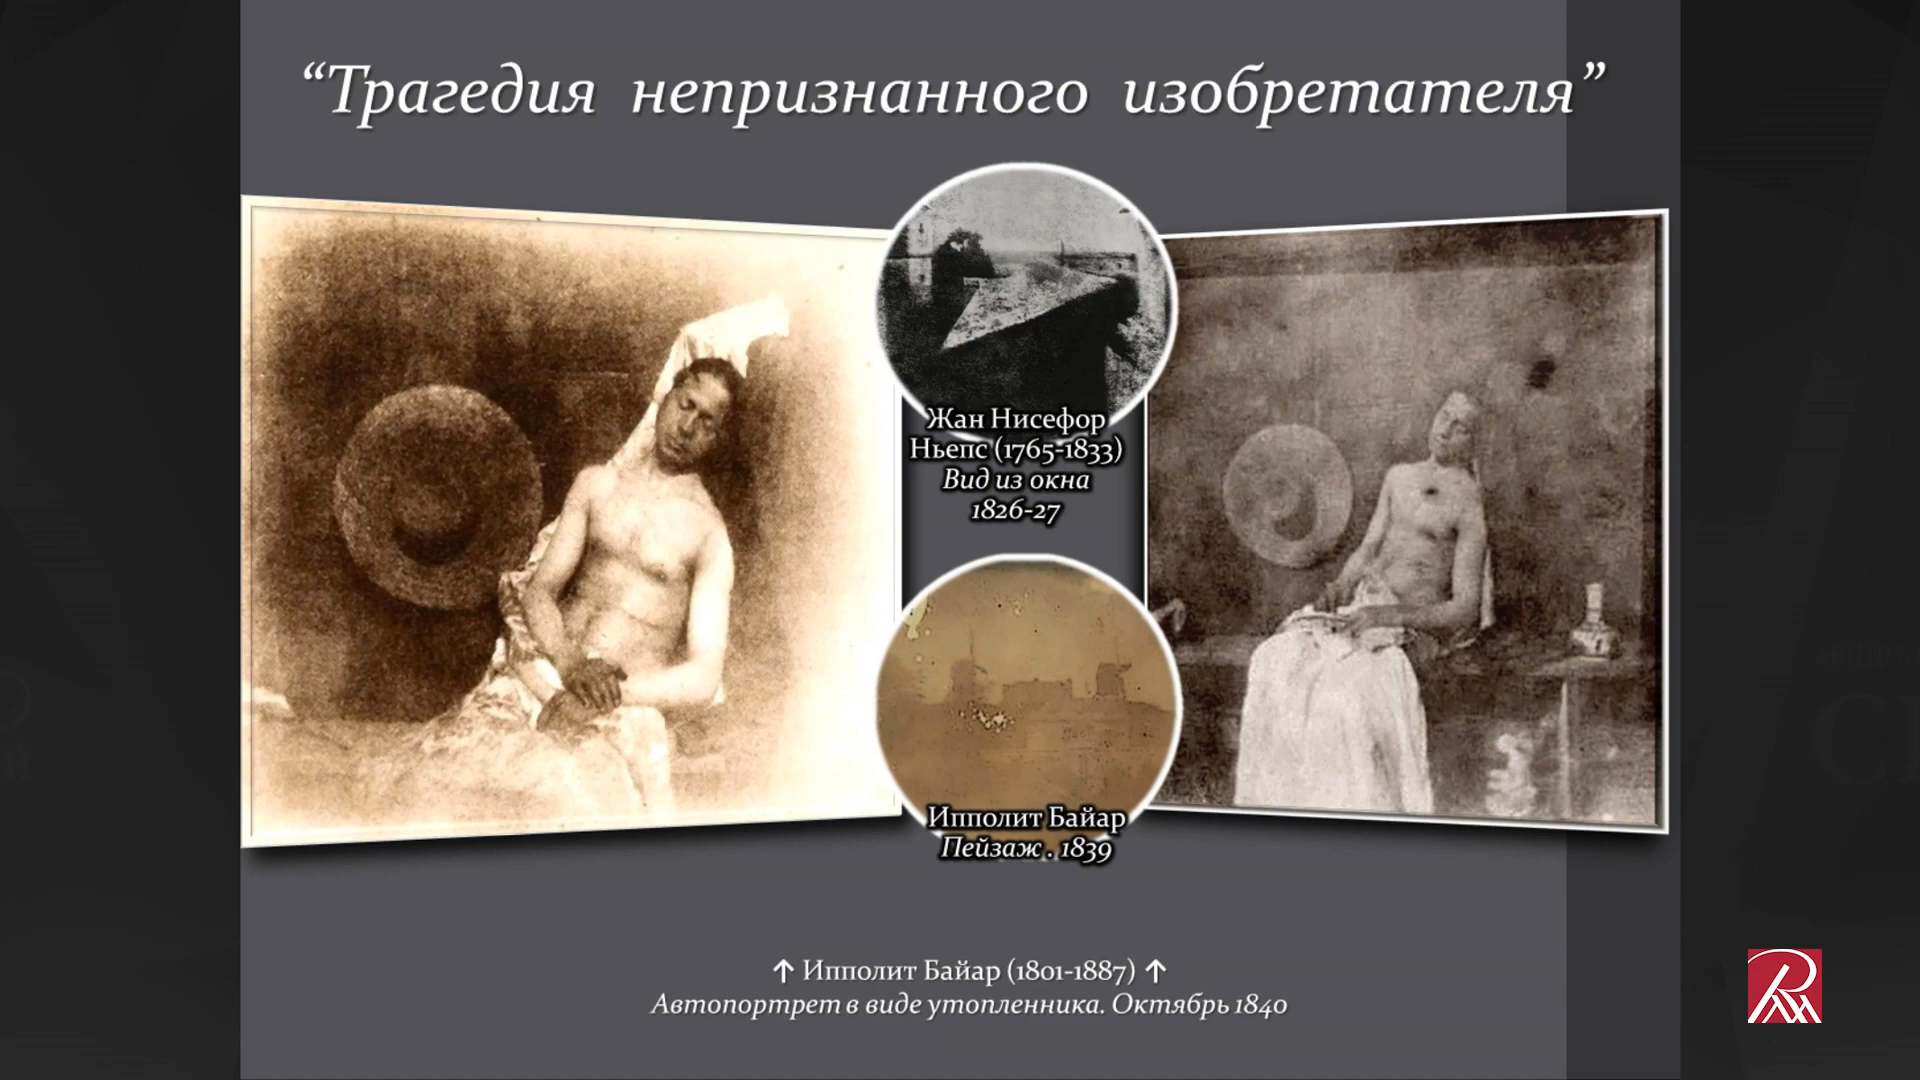 “Трагедия непризнанного изобретателя”
Жан Нисефор
Ньепс (1765-1833)
Вид из окна
1826-27
Ипполит Байар
Пейзаж . 1839
↑ Ипполит Байар (1801-1887) ↑
Автопортрет в виде утопленника. Октябрь 1840